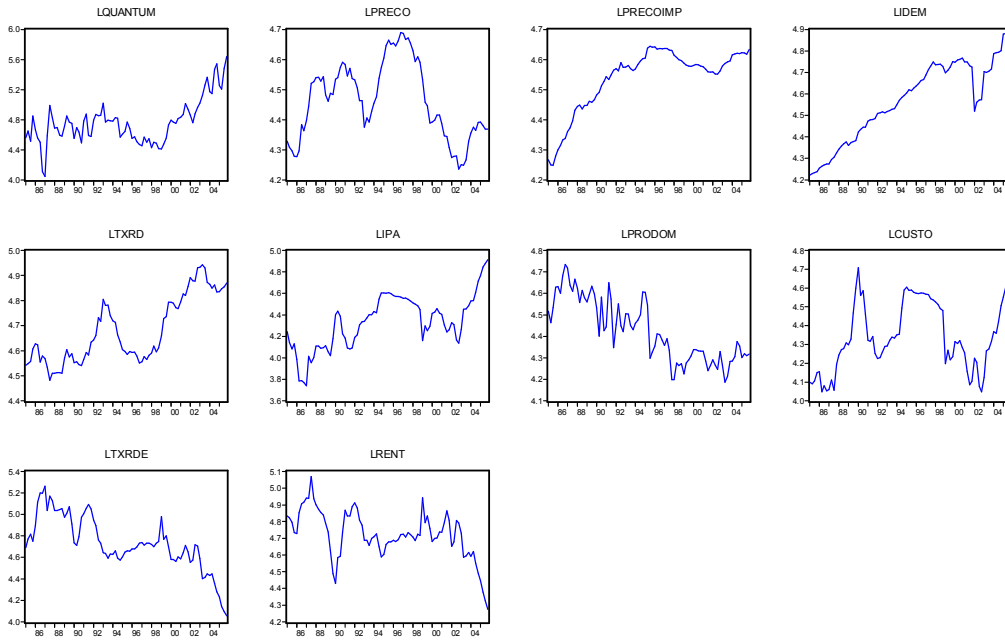 LQUANTUM LPRECO LPRECOIMP LIDEM
6.0 4.7 4.7 4.9
5.6 4.6 4.6 4.8
5.2 4.5 4.5 4.7
4.8 4.4 4.4 4.6
4.4 4.3 4.3 4.5
4.0 4.2 4.2 4.4
4.3
4.2
86 88 90 92 94 96 98 00 02 04 86 88 90 92 94 96 98 00 02 04 86 88 90 92 94 96 98 00 02 04 86 88 90 92 94 96 98 00 02 04
LTXRD LIPA LPRODOM LCUSTO
5.0 5.0 4.8 4.8
4.9 4.8 4.7 4.7
4.8 4.6 4.6 4.6
4.7 4.4 4.5 4.5
4.6 4.2 4.4 4.4
4.5 4.0 4.3 4.3
4.4 3.8 4.2 4.2
3.6 4.1 4.1
4.0
86 88 90 92 94 96 98 00 02 04 86 88 90 92 94 96 98 00 02 04 86 88 90 92 94 96 98 00 02 04 86 88 90 92 94 96 98 00 02 04
LTXRDE LRENT
5.4 5.1
5.2 5.0
5.0 4.9
4.8 4.8
4.6 4.7
4.4 4.6
4.2 4.5
4.0 4.4
4.3
4.2
86 88 90 92 94 96 98 00 02 04 86 88 90 92 94 96 98 00 02 04